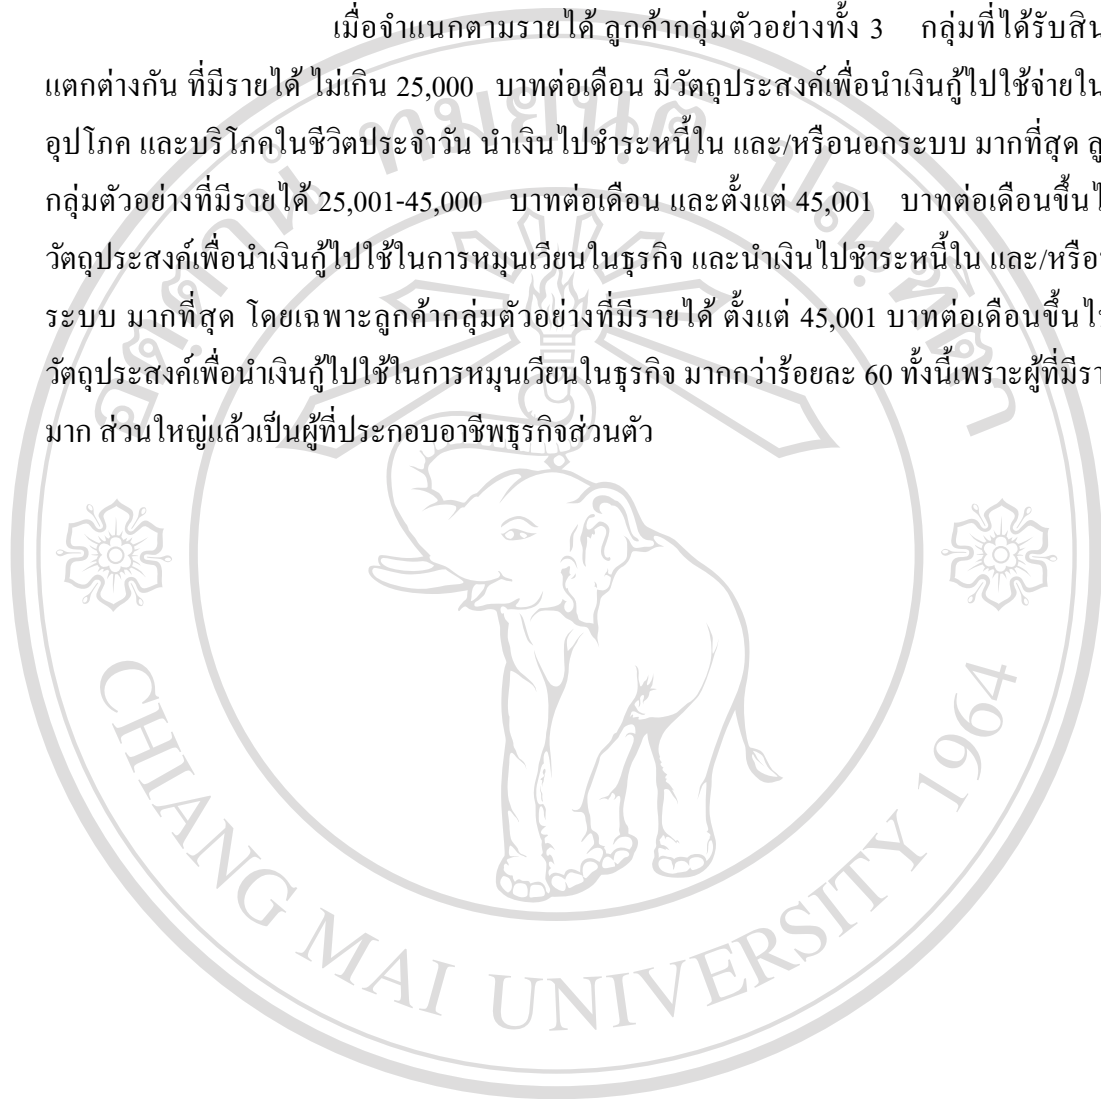 เมื่อจำแนกตามรายได้ ลูกค้ากลุ่มตัวอย่างทั้ง 3 กลุ่มที่ได้รับสิน
แตกต่างกัน ที่มีรายได้ ไม่เกิน 25,000 บาทต่อเดือน มีวัตถุประสงค์เพื่อนำเงินกู้ไปใช้จ่ายใน
อุปโภค และบริโภคในชีวิตประจำวัน นำเงินไปชำระหนี้ใน และ/หรือนอกระบบ มากที่สุด ลู
กลุ่มตัวอย่างที่มีรายได้ 25,001-45,000 บาทต่อเดือน และตั้งแต่ 45,001 บาทต่อเดือนขึ้นไ
วัตถุประสงค์เพื่อนำเงินกู้ไปใช้ในการหมุนเวียนในธุรกิจ และนำเงินไปชำระหนี้ใน และ/หรือ
ระบบ มากที่สุด โดยเฉพาะลูกค้ากลุ่มตัวอย่างที่มีรายได้ ตั้งแต่ 45,001 บาทต่อเดือนขึ้นไ
วัตถุประสงค์เพื่อนำเงินกู้ไปใช้ในการหมุนเวียนในธุรกิจ มากกว่าร้อยละ 60 ทั้งนี้เพราะผู้ที่มีรา
มาก ส่วนใหญ่แล้วเป็นผู้ที่ประกอบอาชีพธุรกิจส่วนตัว
CHIANG MAI UNIVERSITY 1964